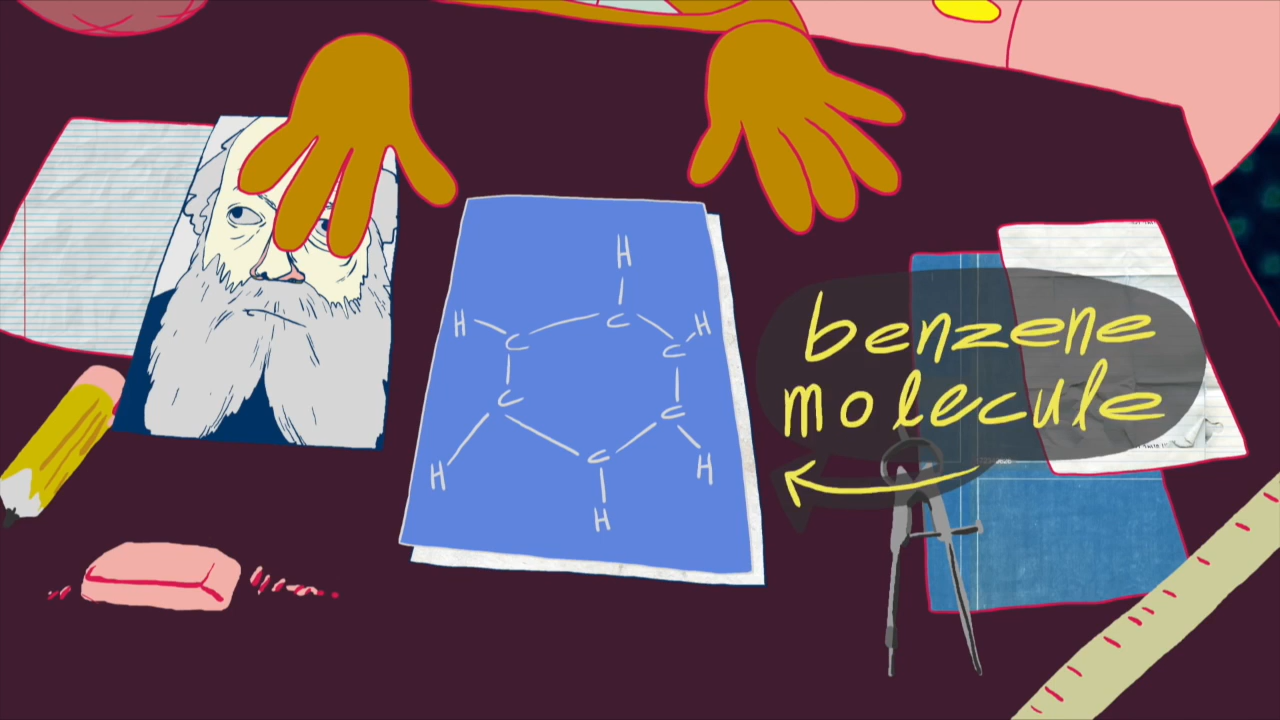 H
H C C H
C C
H C H
H
benzene
molecule